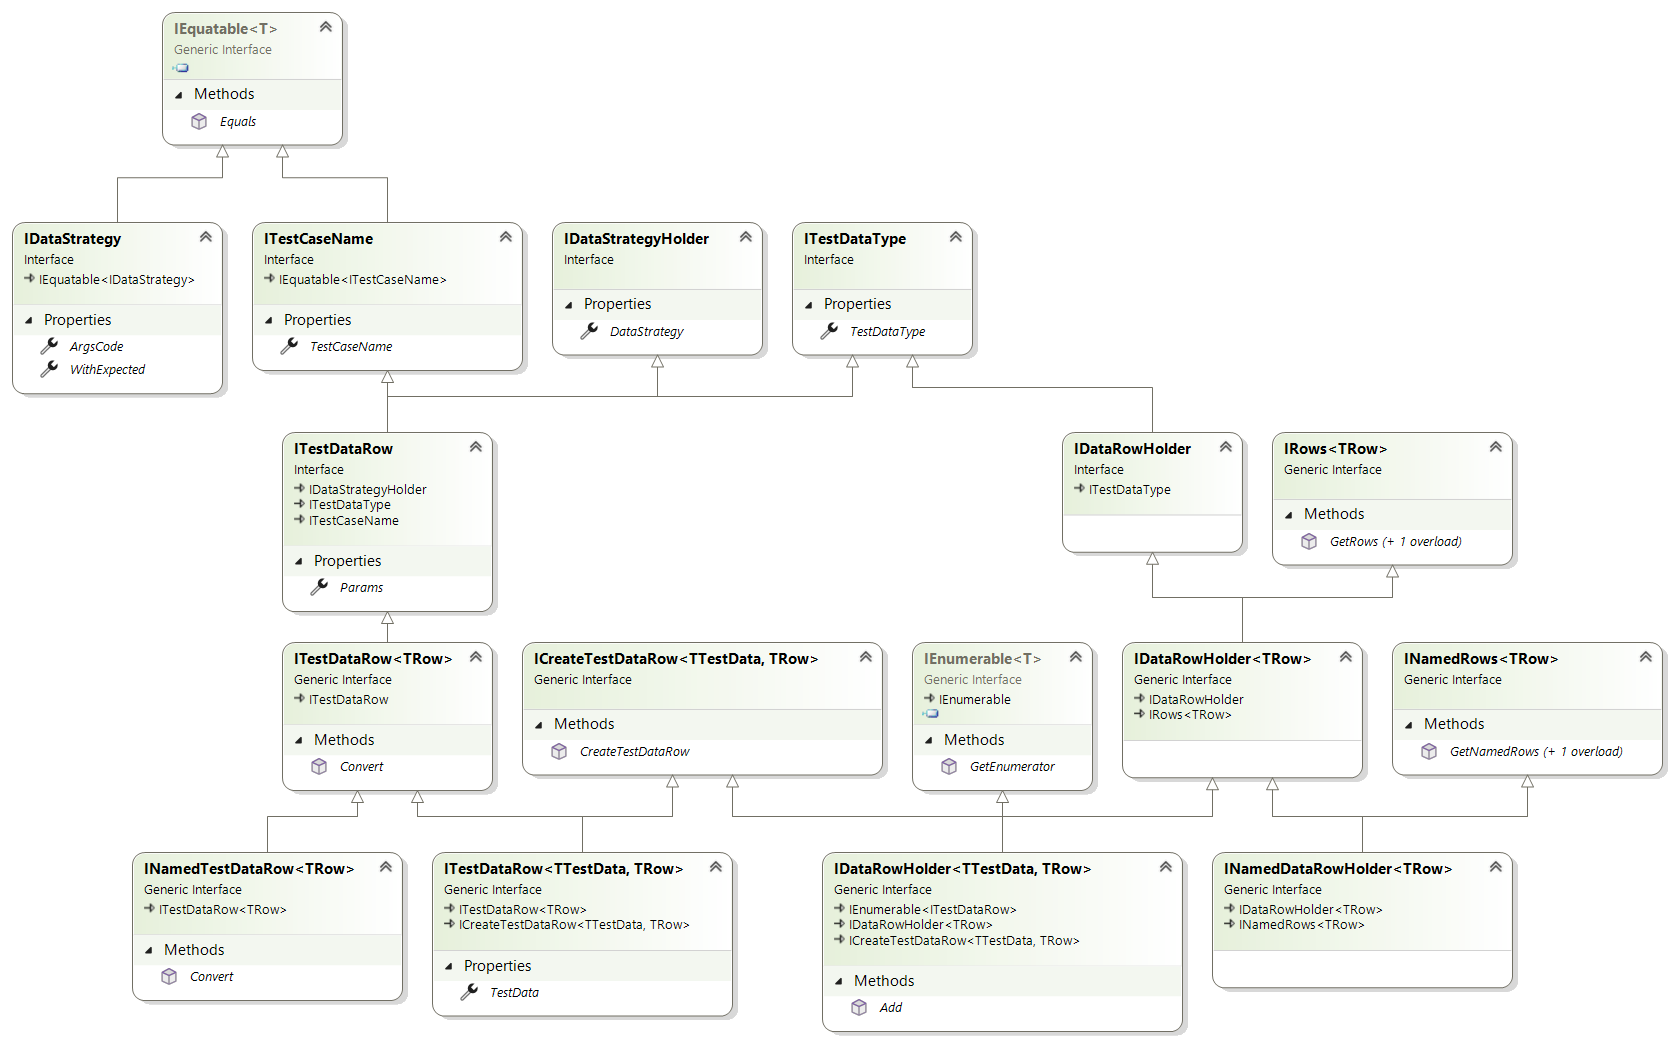 IEquatable<T>
Generic Interface
Methods
Equals
IDataStrategy
Interface
IEquatable<IDataStrategy>
Properties
ArgsCode
WithExpected
ITestCaseName
Interface
IEquatable<ITestCaseName>
Properties
TestCaseName
IDataStrategyHolder
Interface
Properties
DataStrategy
ITestDataType
Interface
Properties
TestDataType
ITestDataRow
Interface
IDataStrategyHolder
ITestDataType
ITestCaseName
Properties
Params
IDataRowHolder
Interface
ITestDataType
IRows<TRow>
Generic Interface
Methods
GetRows (+ 1 overload)
ITestDataRow<TRow>
Generic Interface
ITestDataRow
Methods
Convert
ICreateTestDataRow<TTestData, TRow>
Generic Interface
Methods
CreateTestDataRow
IEnumerable<T>
Generic Interface
IEnumerable
Methods
GetEnumerator
IDataRowHolder<TRow>
Generic Interface
IDataRowHolder
IRows<TRow>
INamedRows<TRow>
Generic Interface
Methods
GetNamedRows (+ 1 overload)
INamedTestDataRow<TRow>
Generic Interface
ITestDataRow<TRow>
Methods
Convert
ITestDataRow<TTestData, TRow>
Generic Interface
ITestDataRow<TRow>
ICreateTestDataRow<TTestData, TRow>
Properties
TestData
IDataRowHolder<TTestData, TRow>
Generic Interface
IEnumerable<ITestDataRow>
IDataRowHolder<TRow>
ICreateTestDataRow<TTestData, TRow>
Methods
Add
INamedDataRowHolder<TRow>
Generic Interface
IDataRowHolder<TRow>
INamedRows<TRow>